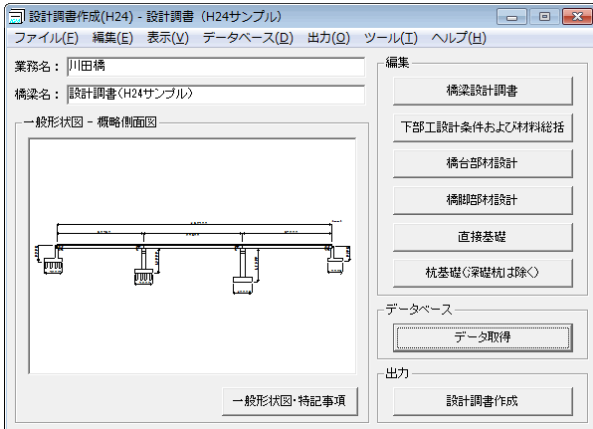 設計調書作成(H24) - 設計調書（H24サンプル）
ファイル(F) 編集(E) 表示(V) データベース(D) 出力(O) ツール(T) ヘルプ(H)
業務名： 川田橋
橋梁名： 設計調書(H24サンプル)
一般形状図 - 概略側面図
一般形状図・特記事項
編集
橋梁設計調書
下部工設計条件および材料総括
橋台部材設計
橋脚部材設計
直接基礎
杭基礎(深礎杭は除く)
データベース
データ取得
出力
設計調書作成